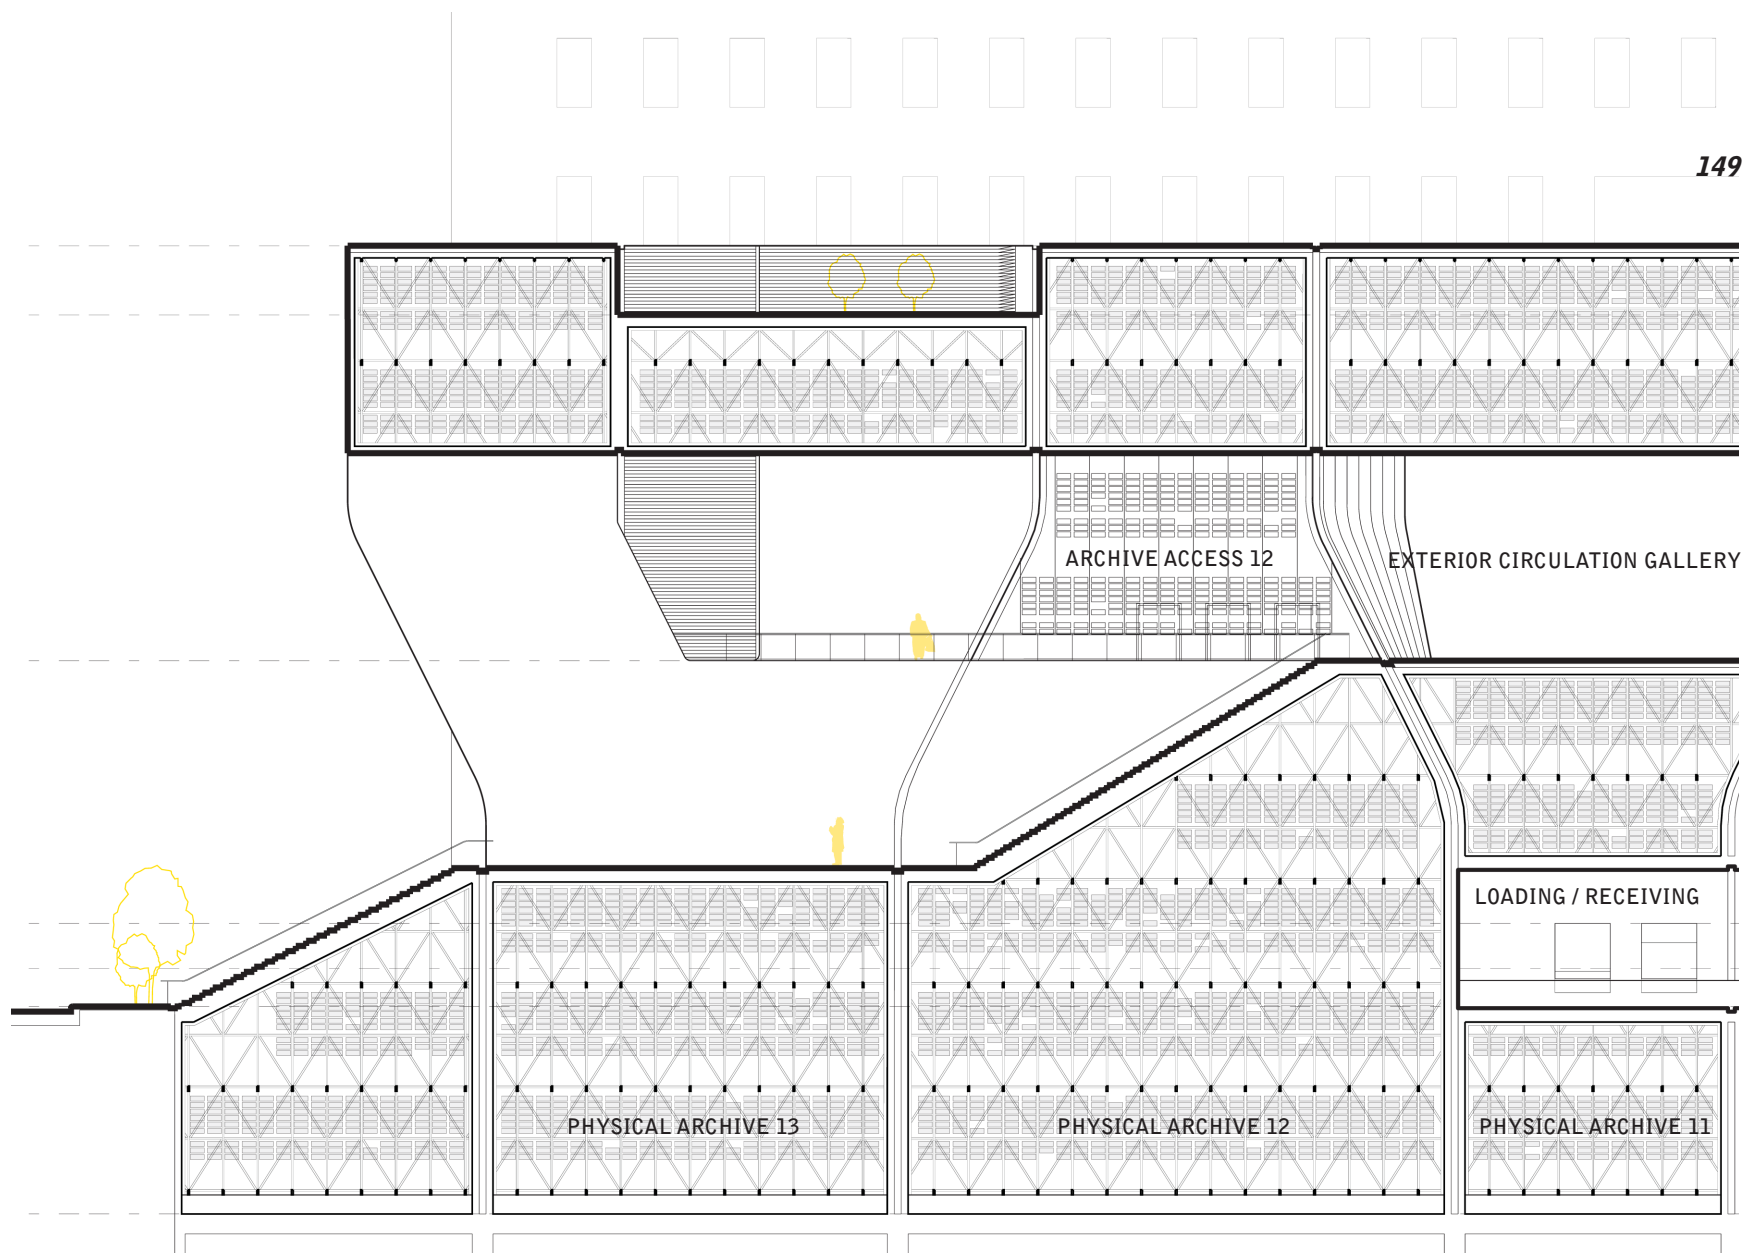 149
ARCHIVE ACCESS 12
EXTERIOR CIRCULATION GALLERY
LOADING / RECEIVING
PHYSICAL ARCHIVE 13
PHYSICAL ARCHIVE 12
PHYSICAL ARCHIVE 11